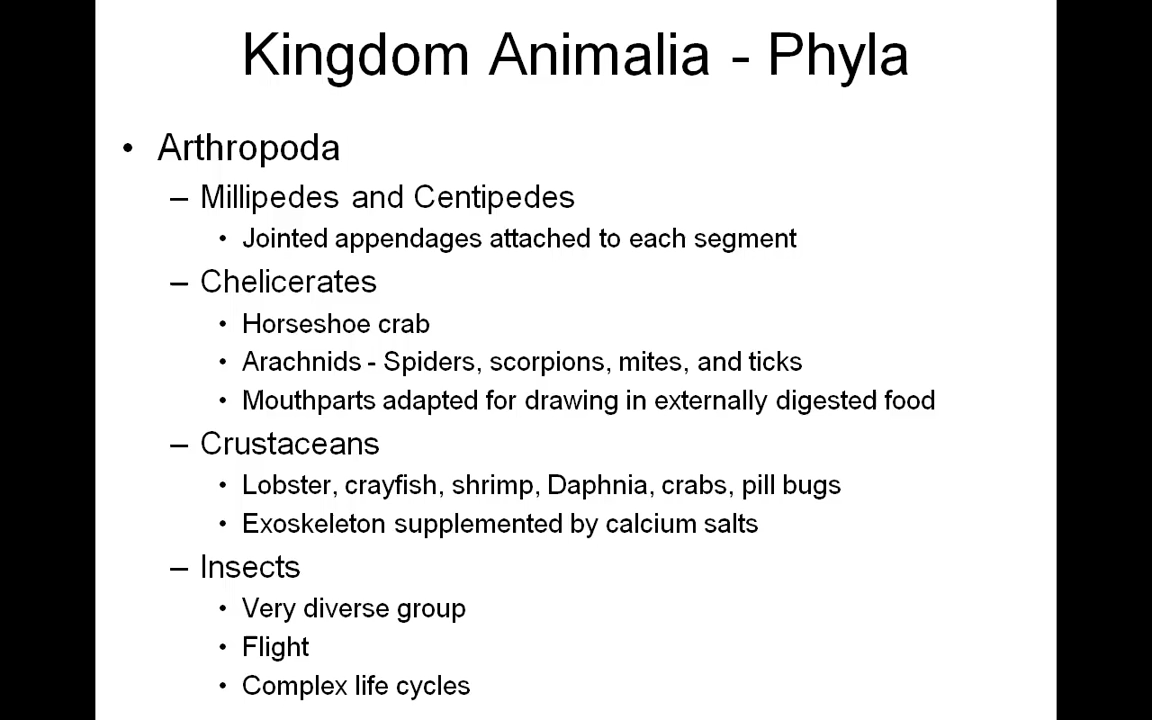 Kingdom Animalia - Phyla
• Arthropoda
– Millipedes and Centipedes
• Jointed appendages attached to each segment
– Chelicerates
• Horseshoe crab
• Arachnids - Spiders, scorpions, mites, and ticks
• Mouthparts adapted for drawing in externally digested food
– Crustaceans
• Lobster, crayfish, shrimp, Daphnia, crabs, pill bugs
• Exoskeleton supplemented by calcium salts
– Insects
• Very diverse group
• Flight
• Complex life cycles